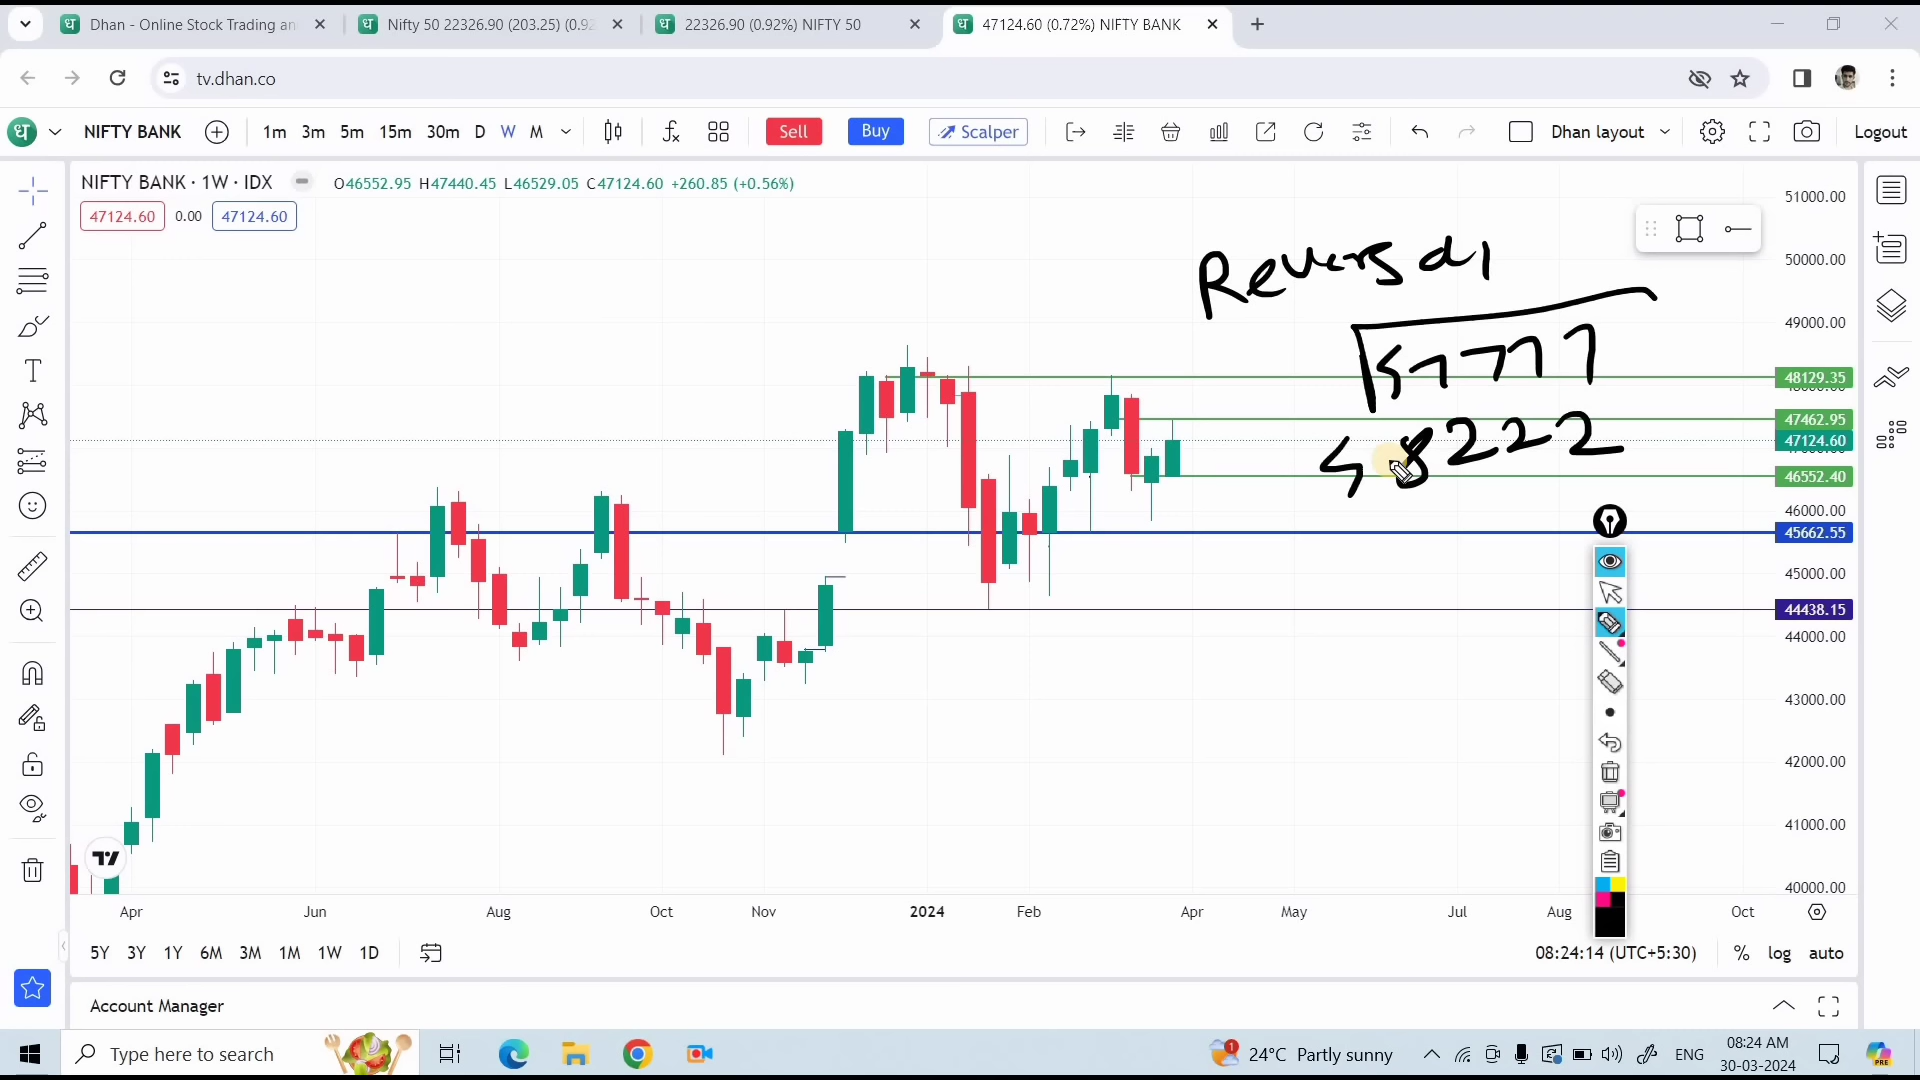 Dhan - Online Stock Trading an
Nifty 50 22326.90 (203.25) (0.92
22326.90 (0.92%) NIFTY 50
47124.60 (0.72%) NIFTY BANK
tv.dhan.co
NIFTY BANK 1m 3m 5m 15m 30m D W M Sell Buy Scalper Dhan layout Logout
NIFTY BANK · 1W · IDX O46552.95 H47440.45 L46529.05 C47124.60 +260.85 (+0.56%)
47124.60 0.00 47124.60
51000.00
50000.00
49000.00
48129.35
47462.95
47124.60
46552.40
46000.00
45662.55
45000.00
44438.15
44000.00
43000.00
42000.00
41000.00
40000.00
Reversal
48222
Apr Jun Aug Oct Nov 2024 Feb Apr May Jul Aug Oct
5Y 3Y 1Y 6M 3M 1M 1W 1D 08:24:14 (UTC+5:30) % log auto
Account Manager
Type here to search 24°C Partly sunny ENG 08:24 AM
30-03-2024